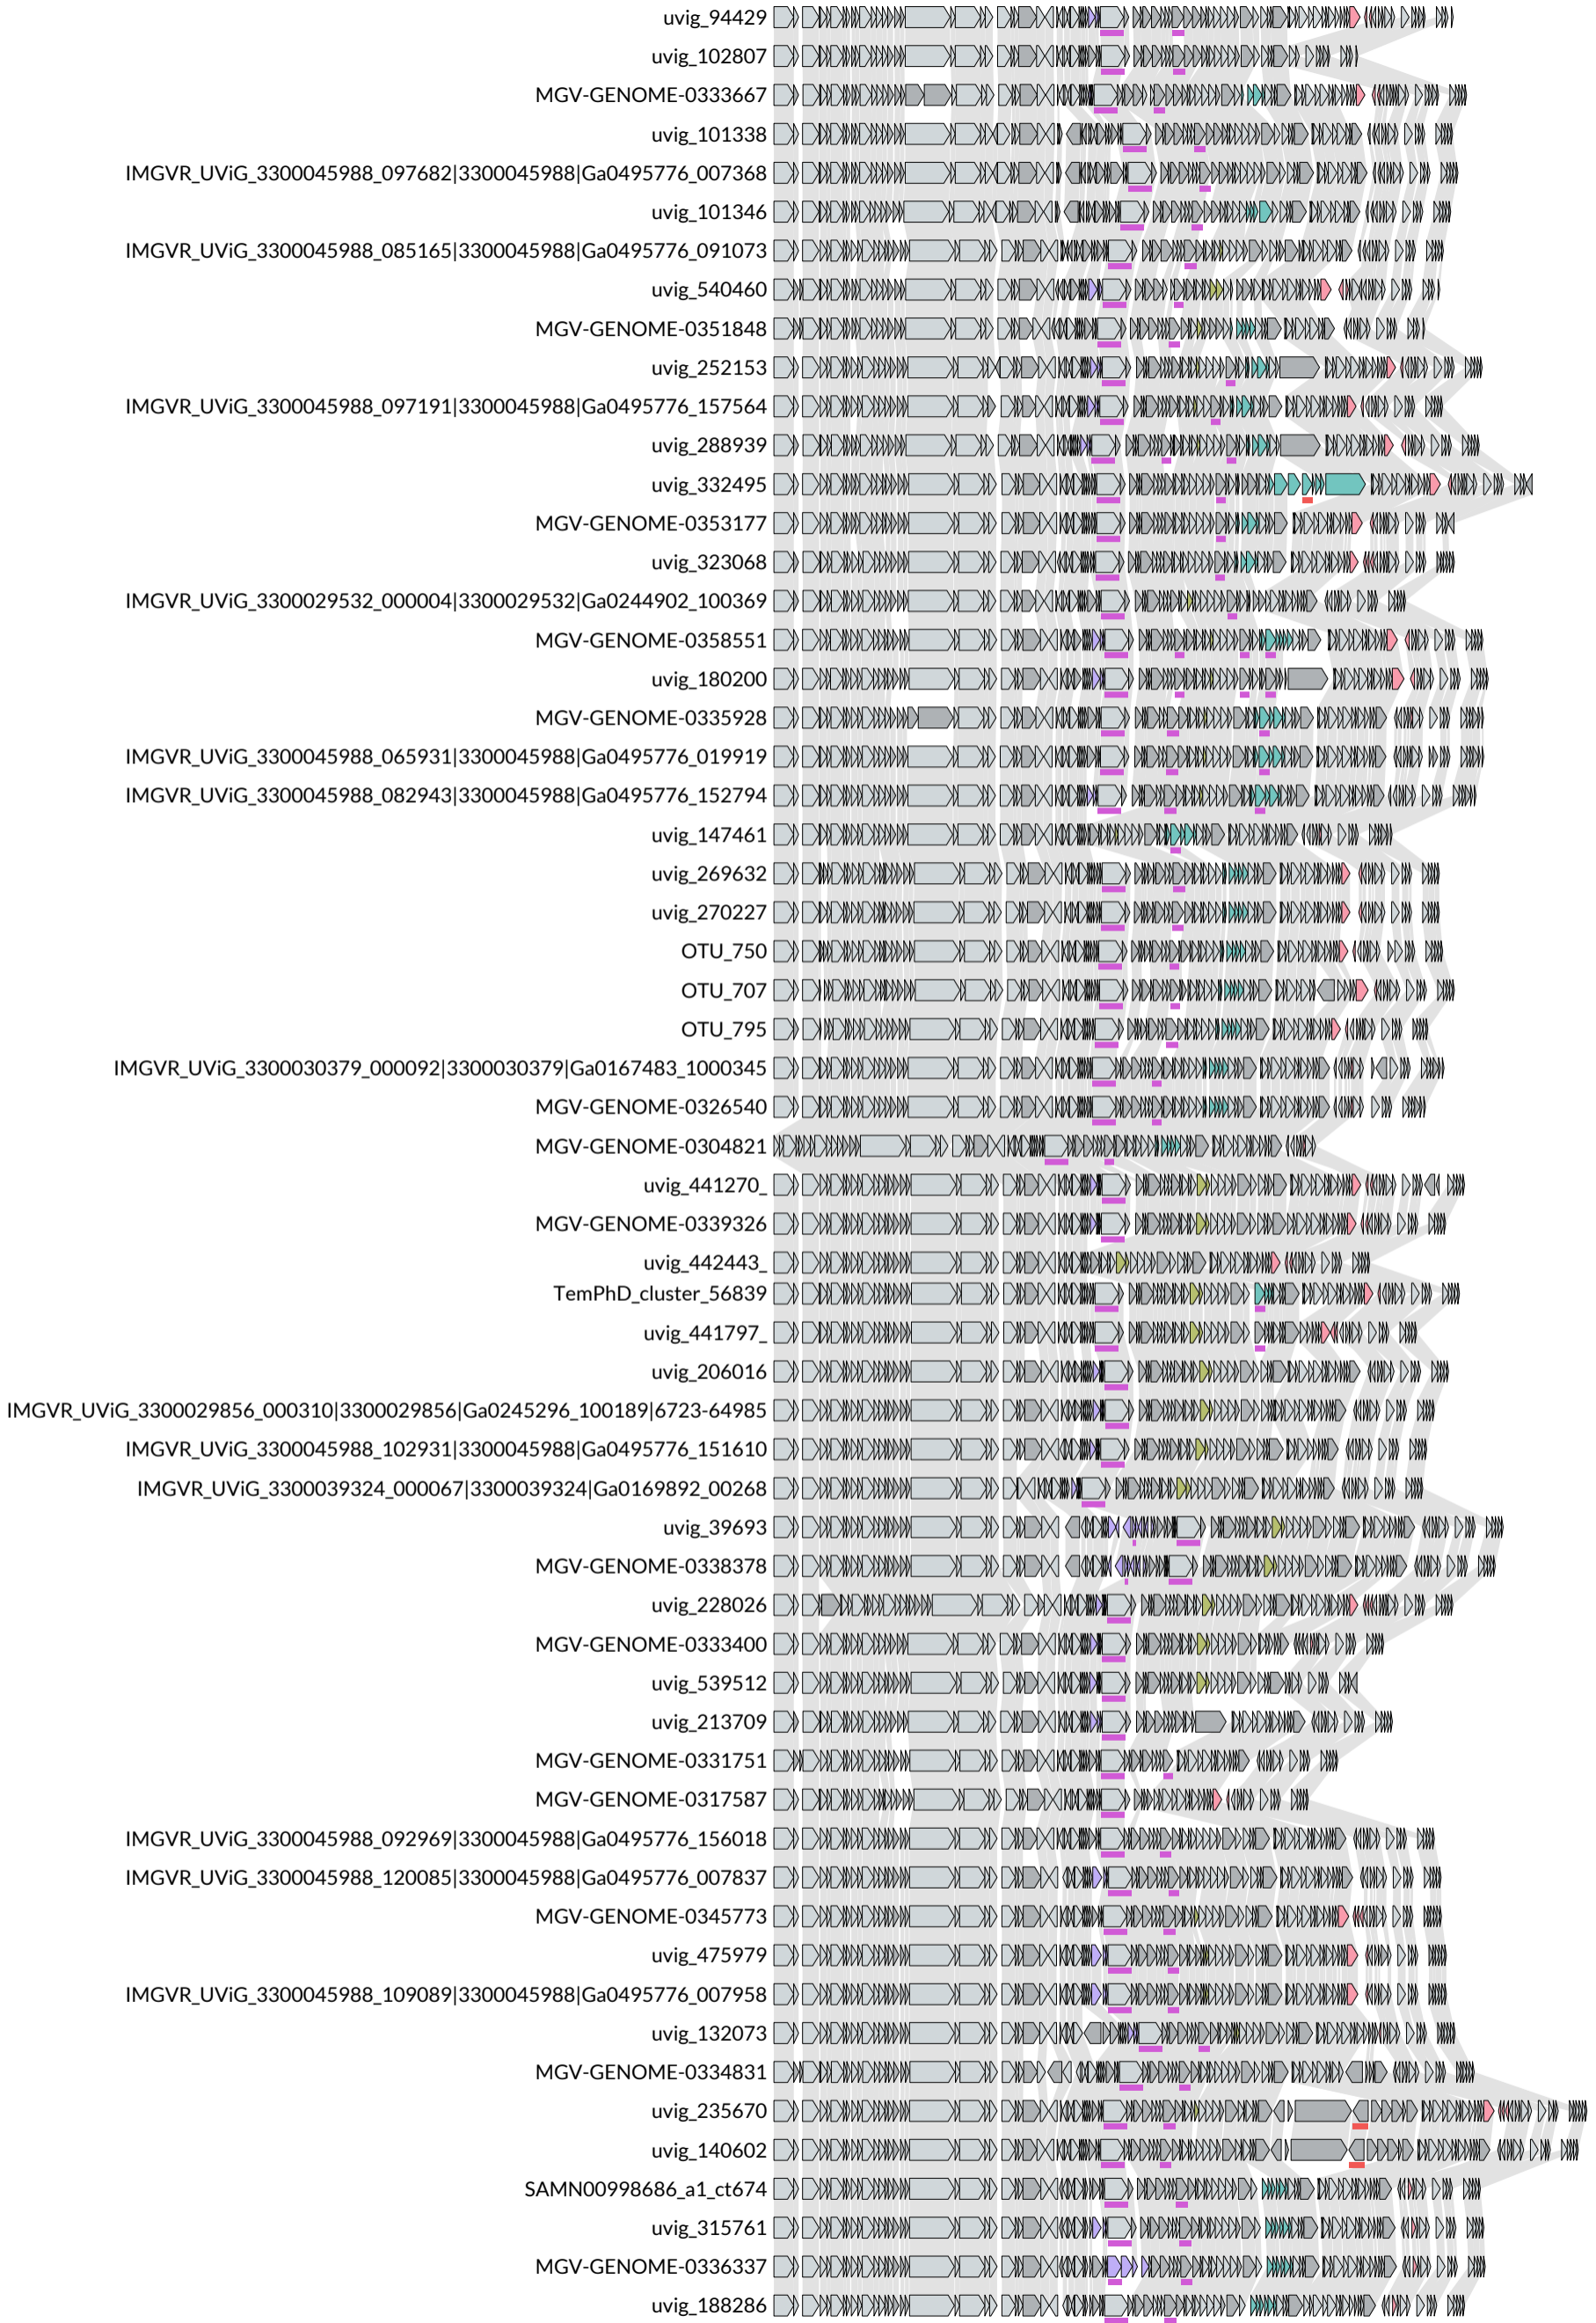 uvig_94429
uvig_102807
MGV-GENOME-0333667
uvig_101338
IMGVR_UViG_3300045988_097682|3300045988|Ga0495776_007368
uvig_101346
IMGVR_UViG_3300045988_085165|3300045988|Ga0495776_091073
uvig_540460
MGV-GENOME-0351848
uvig_252153
IMGVR_UViG_3300045988_097191|3300045988|Ga0495776_157564
uvig_288939
uvig_332495
MGV-GENOME-0353177
uvig_323068
IMGVR_UViG_3300029532_000004|3300029532|Ga0244902_100369
MGV-GENOME-0358551
uvig_180200
MGV-GENOME-0335928
IMGVR_UViG_3300045988_065931|3300045988|Ga0495776_019919
IMGVR_UViG_3300045988_082943|3300045988|Ga0495776_152794
uvig_147461
uvig_269632
uvig_270227
OTU_750
OTU_707
OTU_795
IMGVR_UViG_3300030379_000092|3300030379|Ga0167483_1000345
MGV-GENOME-0326540
MGV-GENOME-0304821
uvig_441270_
MGV-GENOME-0339326
uvig_442443_
TemPhD_cluster_56839
uvig_441797_
uvig_206016
IMGVR_UViG_3300029856_000310|3300029856|Ga0245296_100189|6723-64985
IMGVR_UViG_3300045988_102931|3300045988|Ga0495776_151610
IMGVR_UViG_3300039324_000067|3300039324|Ga0169892_00268
uvig_39693
MGV-GENOME-0338378
uvig_228026
MGV-GENOME-0333400
uvig_539512
uvig_213709
MGV-GENOME-0331751
MGV-GENOME-0317587
IMGVR_UViG_3300045988_092969|3300045988|Ga0495776_156018
IMGVR_UViG_3300045988_120085|3300045988|Ga0495776_007837
MGV-GENOME-0345773
uvig_475979
IMGVR_UViG_3300045988_109089|3300045988|Ga0495776_007958
uvig_132073
MGV-GENOME-0334831
uvig_235670
uvig_140602
SAMN00998686_a1_ct674
uvig_315761
MGV-GENOME-0336337
uvig_188286